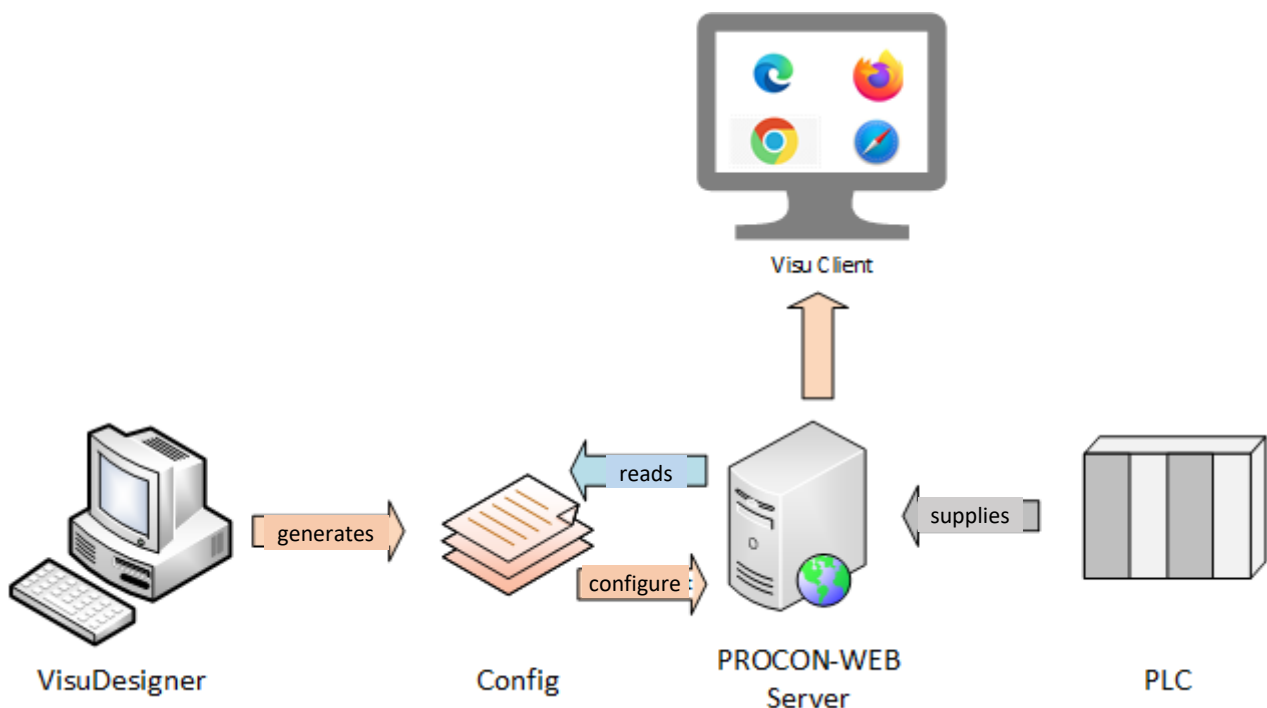 Visu Client
reads
supplies
generates
configure
VisuDesigner
Config
PROCON-WEB
Server
PLC